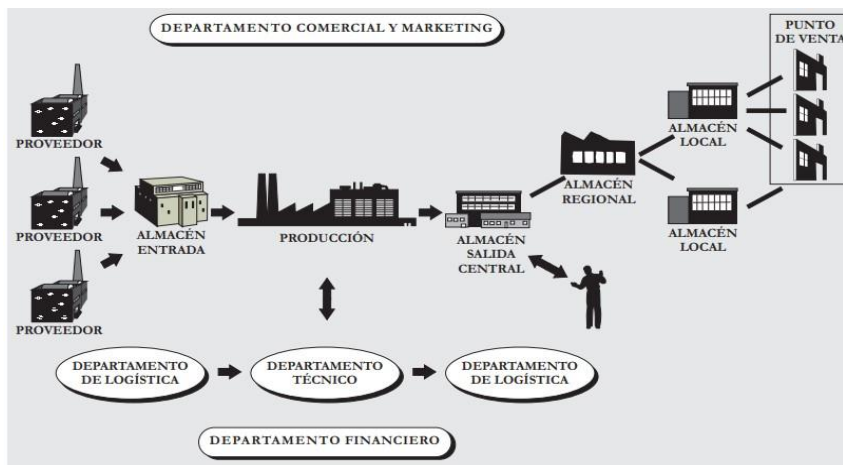 DEPARTAMENTO COMERCIAL Y MARKETING
PUNTO
DE VENTA
PROVEEDOR
PROVEEDOR
PROVEEDOR
ALMACÉN
ENTRADA
PRODUCCIÓN
ALMACÉN
SALIDA
CENTRAL
ALMACÉN
REGIONAL
ALMACÉN
LOCAL
ALMACÉN
LOCAL
DEPARTAMENTO
DE LOGÍSTICA
DEPARTAMENTO
TÉCNICO
DEPARTAMENTO
DE LOGÍSTICA
DEPARTAMENTO FINANCIERO